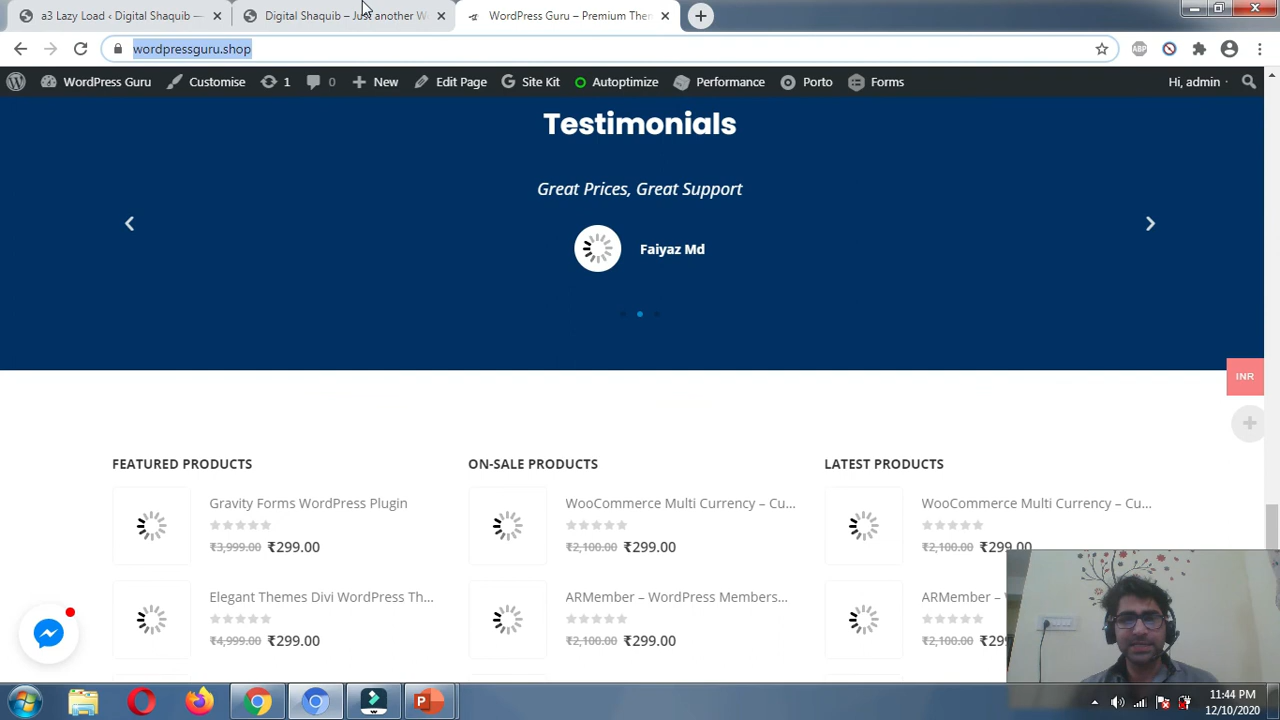 a3 Lazy Load ‹ Digital Shaquib —
Digital Shaquib – Just another W
WordPress Guru – Premium Then
wordpressguru.shop
ABP
WordPress Guru
Customise
1
0
New
Edit Page
Site Kit
Autoptimize
Performance
Porto
Forms
Hi, admin
Testimonials
Great Prices, Great Support
Faiyaz Md
INR
FEATURED PRODUCTS
ON-SALE PRODUCTS
LATEST PRODUCTS
Gravity Forms WordPress Plugin
₹3,999.00 ₹299.00
WooCommerce Multi Currency – Cu...
₹2,100.00 ₹299.00
WooCommerce Multi Currency – Cu...
₹2,100.00 ₹299.00
Elegant Themes Divi WordPress Th...
₹4,999.00 ₹299.00
ARMember – WordPress Members...
₹2,100.00 ₹299.00
ARMember –
₹2,100.00 ₹29
11:44 PM
12/10/2020